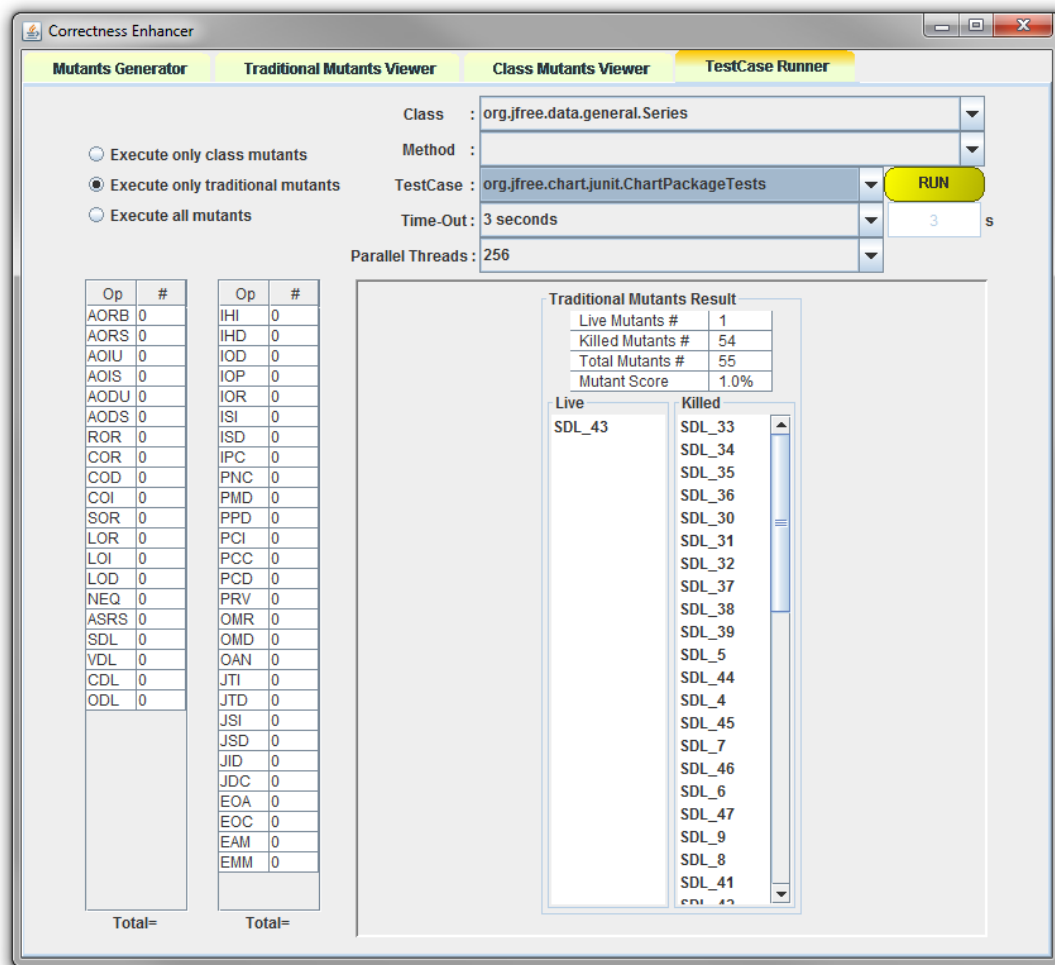 Correctness Enhancer
Mutants Generator
Traditional Mutants Viewer
Class Mutants Viewer
TestCase Runner
Class : org.jfree.data.general.Series
Execute only class mutants
Execute only traditional mutants
Execute all mutants
Method :
TestCase : org.jfree.chart.junit.ChartPackageTests RUN
Time-Out : 3 seconds 3 s
Parallel Threads : 256
Op #
AORB 0
AORS 0
AOIU 0
AOIS 0
AODU 0
AODS 0
ROR 0
COR 0
COD 0
COI 0
SOR 0
LOR 0
LOI 0
LOD 0
NEQ 0
ASRS 0
SDL 0
VDL 0
CDL 0
ODL 0
Total=
Op #
IHI 0
IHD 0
IOD 0
IOP 0
IOR 0
ISI 0
ISD 0
IPC 0
PNC 0
PMD 0
PPD 0
PCI 0
PCC 0
PCD 0
PRV 0
OMR 0
OMD 0
OAN 0
JTI 0
JTD 0
JSI 0
JSD 0
JID 0
JDC 0
EOA 0
EOC 0
EAM 0
EMM 0
Total=
Traditional Mutants Result
Live Mutants # 1
Killed Mutants # 54
Total Mutants # 55
Mutant Score 1.0%
Live
SDL_43
Killed
SDL_33
SDL_34
SDL_35
SDL_36
SDL_30
SDL_31
SDL_32
SDL_37
SDL_38
SDL_39
SDL_5
SDL_44
SDL_4
SDL_45
SDL_7
SDL_46
SDL_6
SDL_47
SDL_9
SDL_8
SDL_41